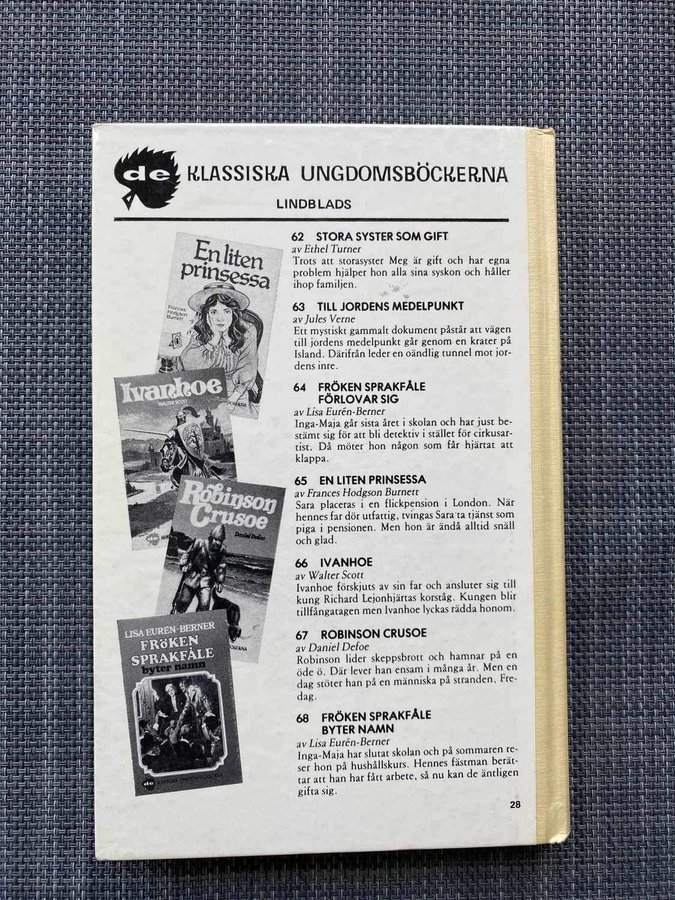 de KLASSISKA UNGDOMSBÖCKERNA
LINDBLADS
En liten
prinsessa
Frances
Hodgson
Burnett
Ivanhoe
WALTER SCOTT
Robinson
Crusoe
Daniel Defoe
LISA EURÉN-BERNER
FRÖKEN
SPRAKFÅLE
byter namn
de KLASSISKA UNGDOMSBÖCKERNA
62 STORA SYSTER SOM GIFT
av Ethel Turner
Trots att storasyster Meg är gift och har egna
problem hjälper hon alla sina syskon och håller
ihop familjen.
63 TILL JORDENS MEDELPUNKT
av Jules Verne
Ett mystiskt gammalt dokument påstår att vägen
till jordens medelpunkt går genom en krater på
Island. Därifrån leder en oändlig tunnel mot jor-
dens inre.
64 FRÖKEN SPRAKFÅLE
FÖRLOVAR SIG
av Lisa Eurén-Berner
Inga-Maja går sista året i skolan och har just be-
stämt sig för att bli detektiv i stället för cirkusar-
tist. Då möter hon någon som får hjärtat att
klappa.
65 EN LITEN PRINSESSA
av Frances Hodgson Burnett
Sara placeras i en flickpension i London. När
hennes far dör utfattig, tvingas Sara ta tjänst som
piga i pensionen. Men hon är ändå alltid snäll
och glad.
66 IVANHOE
av Walter Scott
Ivanhoe förskjuts av sin far och ansluter sig till
kung Richard Lejonhjärtas korståg. Kungen blir
tillfångatagen men Ivanhoe lyckas rädda honom.
67 ROBINSON CRUSOE
av Daniel Defoe
Robinson lider skeppsbrott och hamnar på en
öde ö. Där lever han ensam i många år. Men en
dag stöter han på en människa på stranden, Fre-
dag.
68 FRÖKEN SPRAKFÅLE
BYTER NAMN
av Lisa Eurén-Berner
Inga-Maja har slutat skolan och på sommaren re-
ser hon på hushållskurs. Hennes fästman berät-
tar att han har fått arbete, så nu kan de äntligen
gifta sig.
28